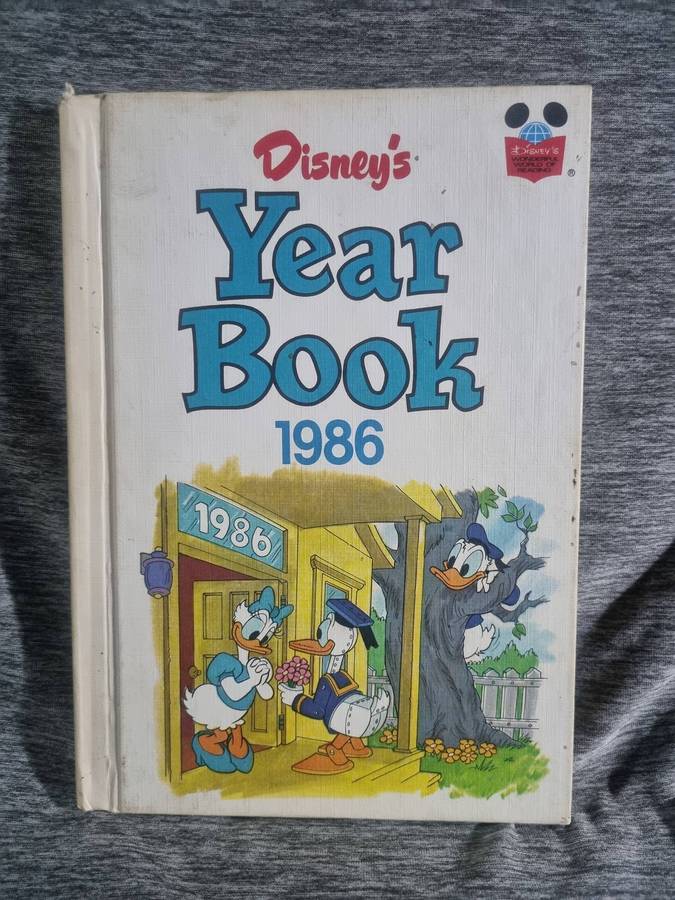 Disney's
Year
Book
1986
DISNEY'S
WONDERFUL
WORLD OF
READING
®
1986